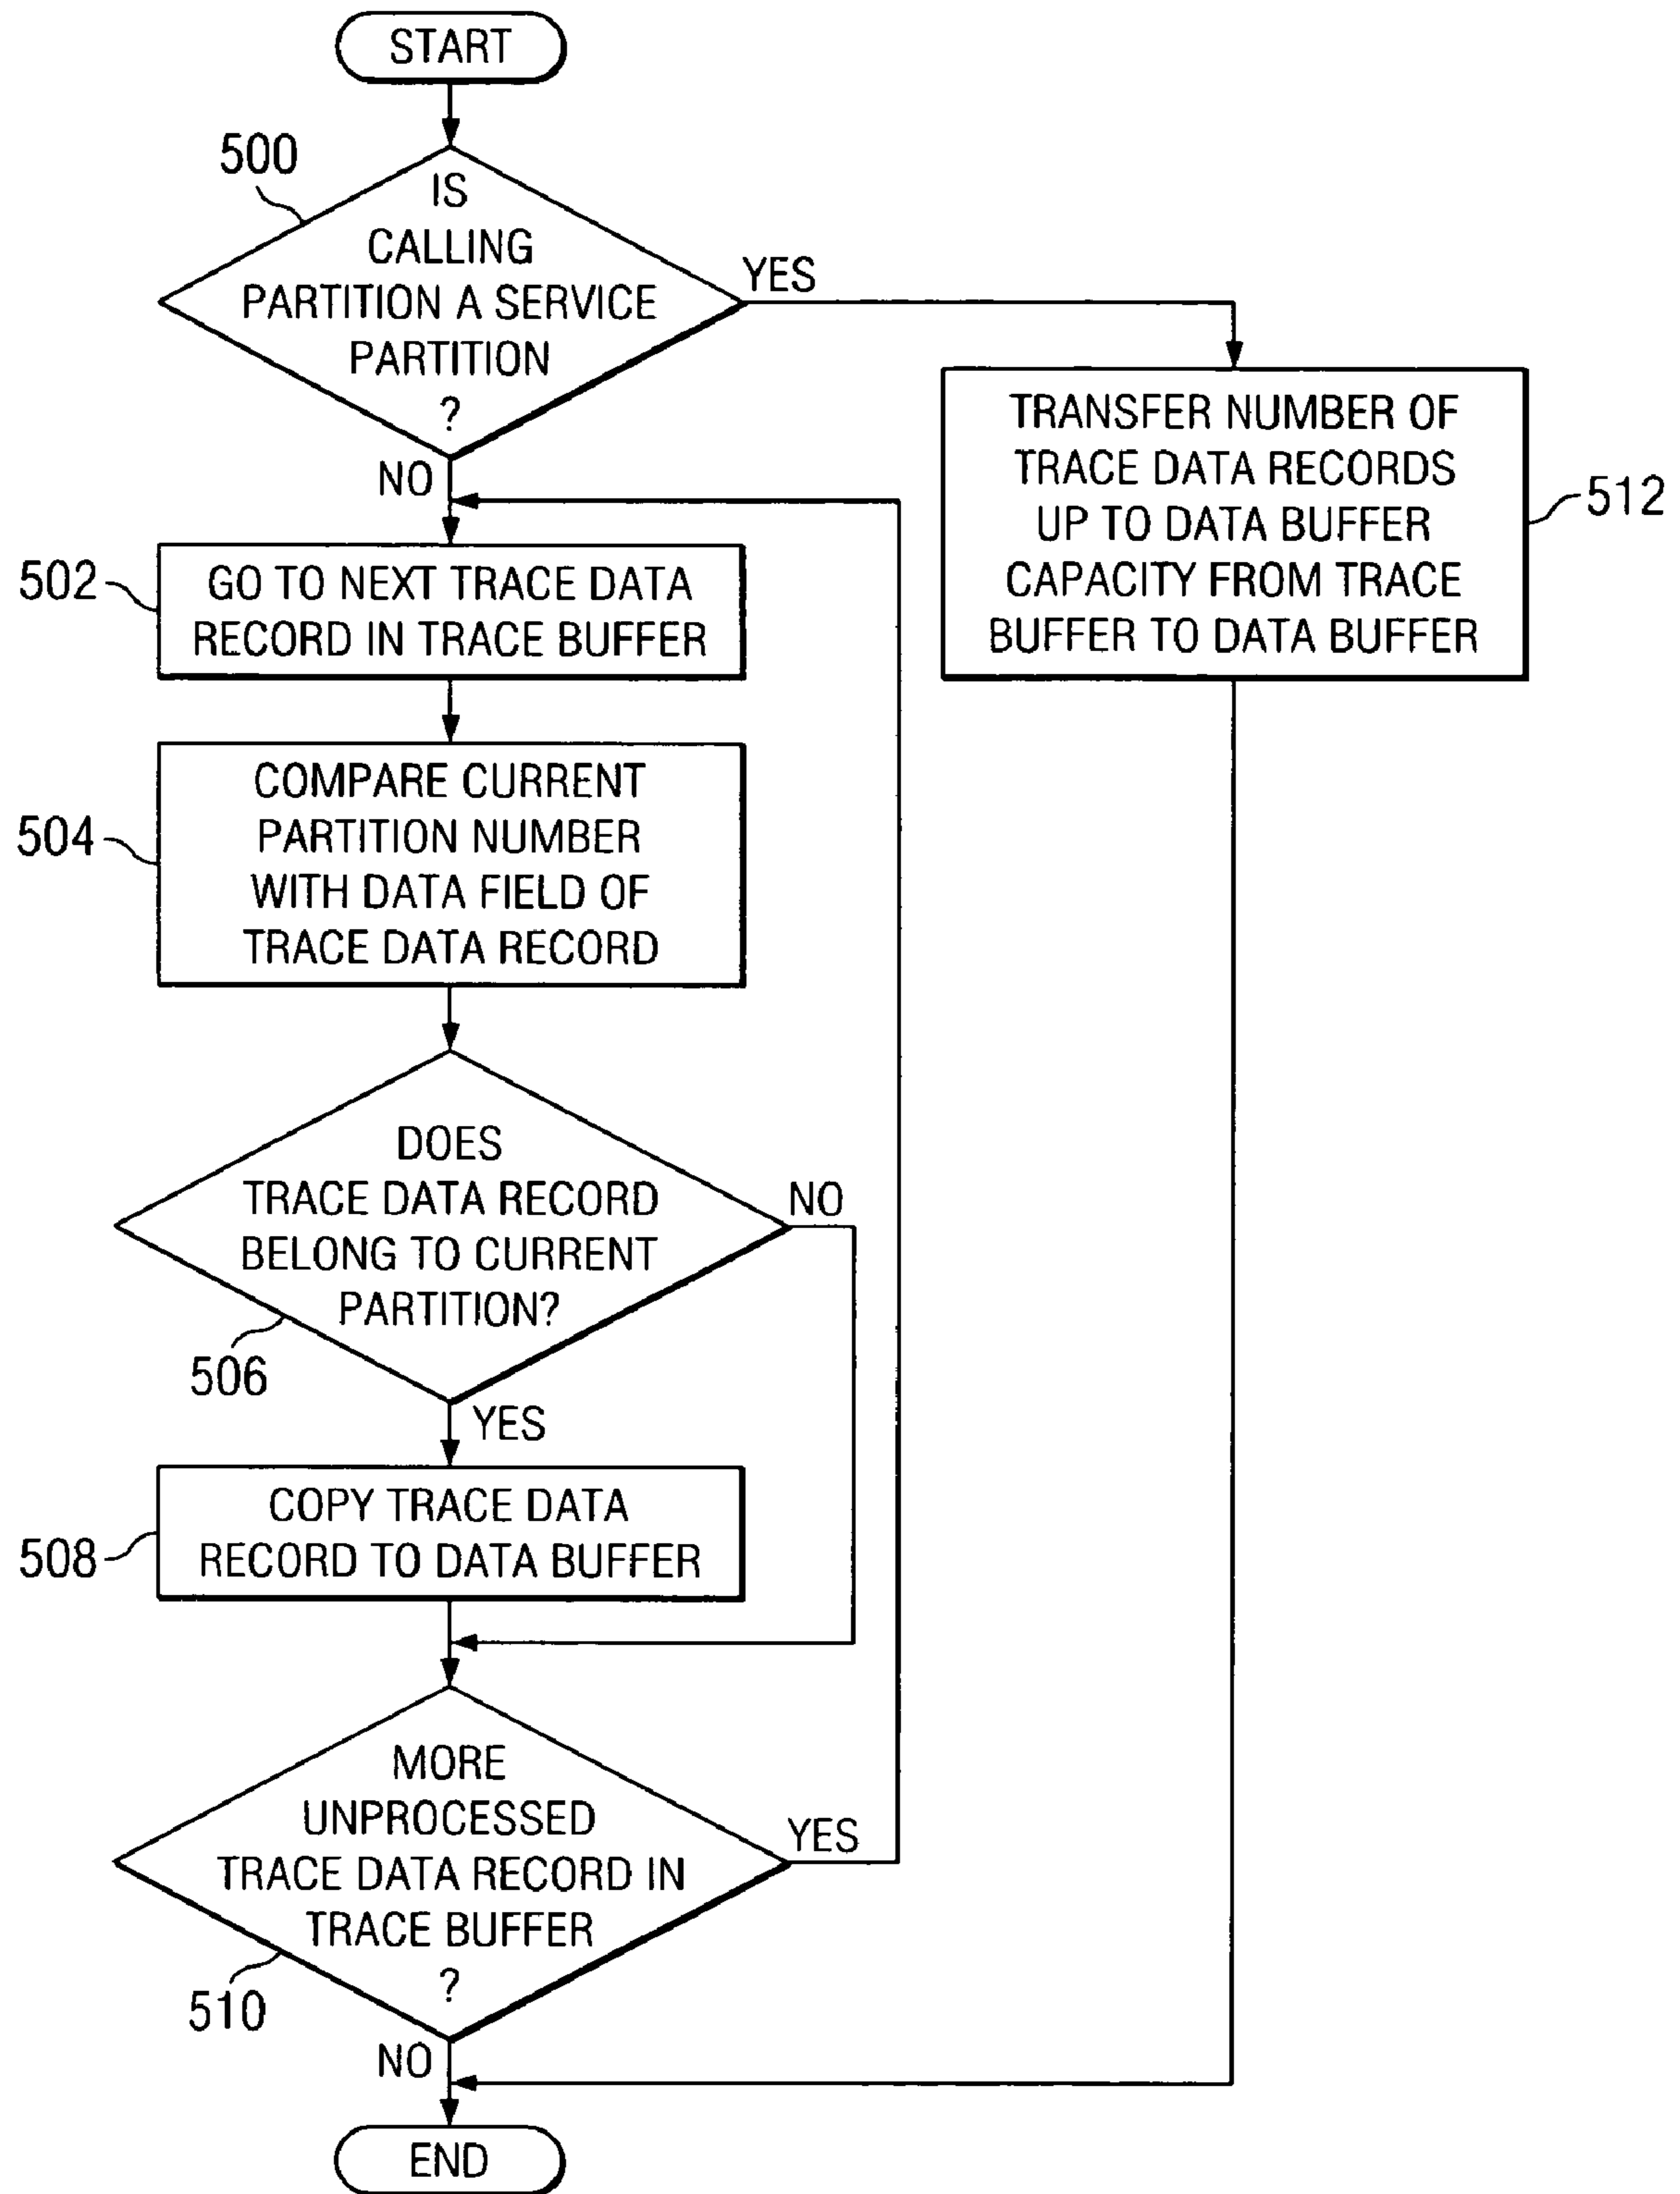 START
500
IS
CALLING
PARTITION A SERVICE
PARTITION
?
YES
NO
TRANSFER NUMBER OF
TRACE DATA RECORDS
UP TO DATA BUFFER
CAPACITY FROM TRACE
BUFFER TO DATA BUFFER
512
502
GO TO NEXT TRACE DATA
RECORD IN TRACE BUFFER
504
COMPARE CURRENT
PARTITION NUMBER
WITH DATA FIELD OF
TRACE DATA RECORD
DOES
TRACE DATA RECORD
BELONG TO CURRENT
PARTITION?
NO
506
YES
508
COPY TRACE DATA
RECORD TO DATA BUFFER
MORE
UNPROCESSED
TRACE DATA RECORD IN
TRACE BUFFER
?
YES
510
NO
END